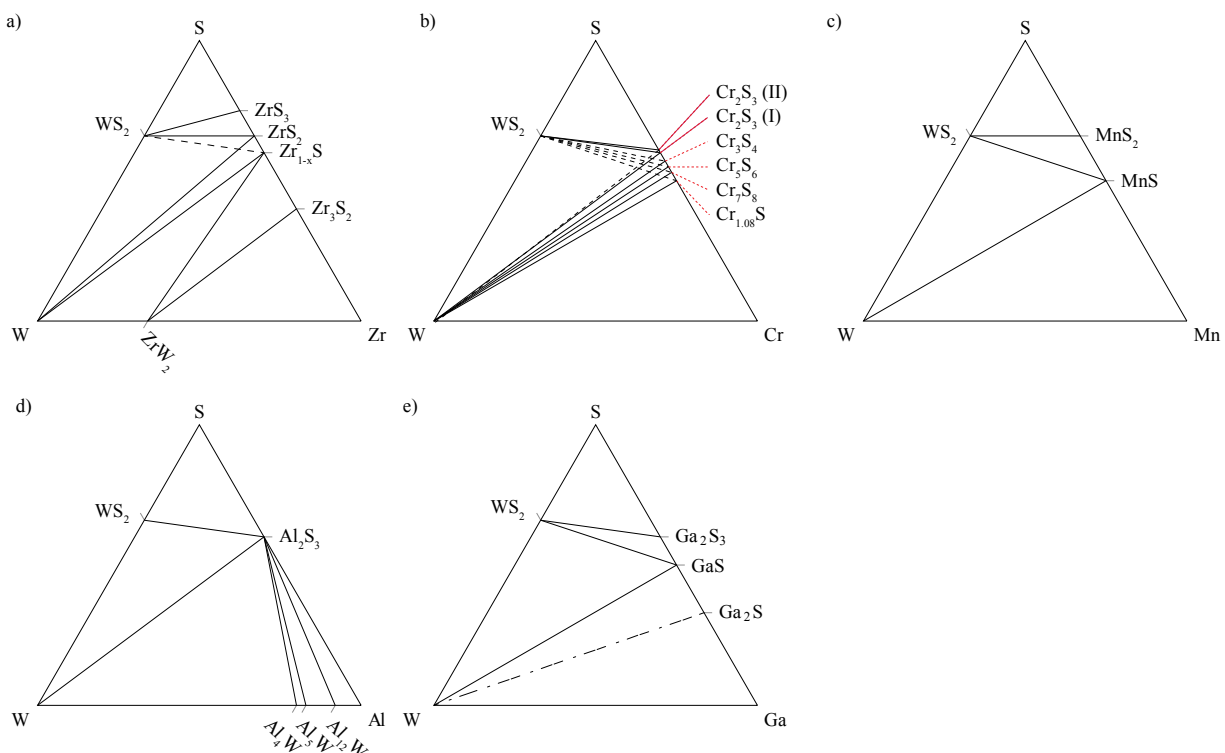 a)
S
WS₂
ZrS₃
ZrS₂
Zr₁₋ₓS
Zr₃S₂
W
ZrW₂
Zr
b)
S
WS₂
Cr₂S₃ (II)
Cr₂S₃ (I)
Cr₃S₄
Cr₅S₆
Cr₇S₈
Cr₁.₀₈S
W
Cr
c)
S
WS₂
MnS₂
MnS
W
Mn
d)
S
WS₂
Al₂S₃
W
Al₄W
Al₅W
Al₁₂W
Al
e)
S
WS₂
Ga₂S₃
GaS
Ga₂S
W
Ga